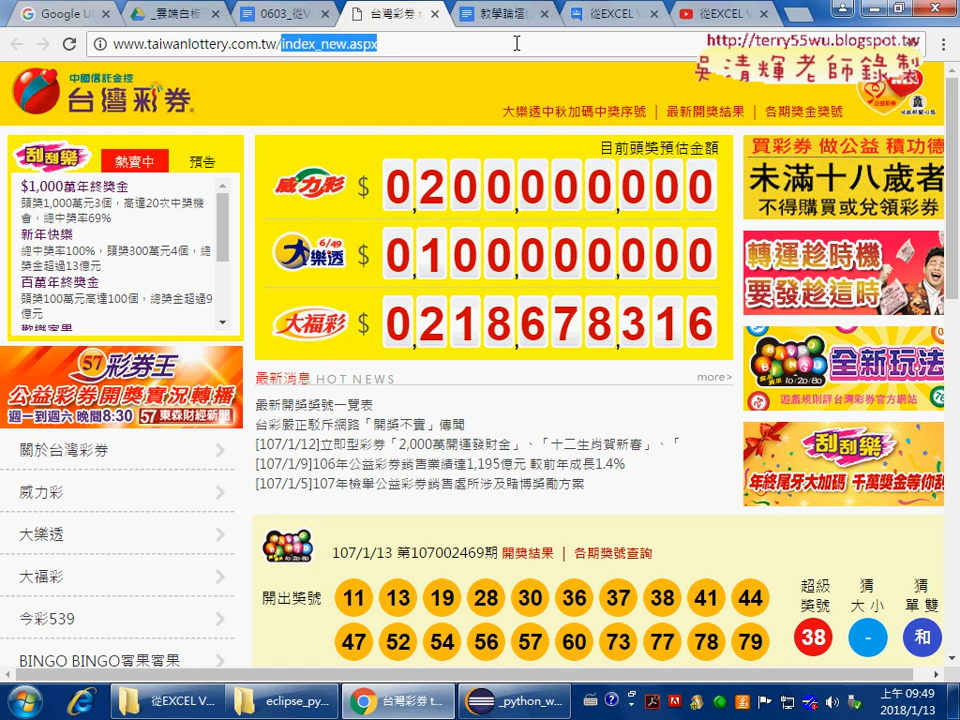 Google U
_雲端白板
0603_從V
台灣彩券 t
教學論壇(
從EXCEL V
從EXCEL V
www.taiwanlottery.com.tw/index_new.aspx
http://terry55wu.blogspot.tw
吳清輝老師錄製
中國信託金控
台灣彩券
大樂透中秋加碼中獎序號 | 最新開獎結果 | 各期獎金獎號
刮刮樂 熱賣中 預告
$1,000萬年終獎金
頭獎1,000萬元3個，高達20次中獎機
會，總中獎率69%
新年快樂
總中獎率100%，頭獎300萬元4個，總
獎金超過13億元
百萬年終獎金
頭獎100萬元高達100個，總獎金超過9
億元
歡樂賓果
目前頭獎預估金額
威力彩 $ 0,200,000,000
大樂透 6/49 $ 0,100,000,000
大福彩 $ 0,218,678,316
買彩券 做公益 積功德
未滿十八歲者
不得購買或兌領彩券
轉運趁時機
要發趁這時
BINGO BINGO 全新玩法
遊戲規則詳台灣彩券官方網站
刮刮樂
年終尾牙大加碼 千萬獎金等你刮
57彩券王
公益彩券開獎實況轉播
週一到週六 晚間8:30 57東森財經新聞
最新消息 HOT NEWS more>
最新開獎獎號一覽表
台彩嚴正駁斥網路「開獎不實」傳聞
[107/1/12]立即型彩券「2,000萬開運發財金」、「十二生肖賀新春」、「
[107/1/9]106年公益彩券銷售業績達1,195億元 較前年成長1.4%
[107/1/5]107年檢舉公益彩券銷售處所涉及賭博獎勵方案
關於台灣彩券
威力彩
大樂透
大福彩
今彩539
BINGO BINGO賓果賓果
107/1/13 第107002469期 開獎結果 | 各期獎號查詢
開出獎號 11 13 19 28 30 36 37 38 41 44
47 52 54 56 57 60 73 77 78 79
超級獎號 38
猜大小 -
猜單雙 和
從EXCEL V...
eclipse_py...
台灣彩券 t...
_python_w...
上午 09:49
2018/1/13